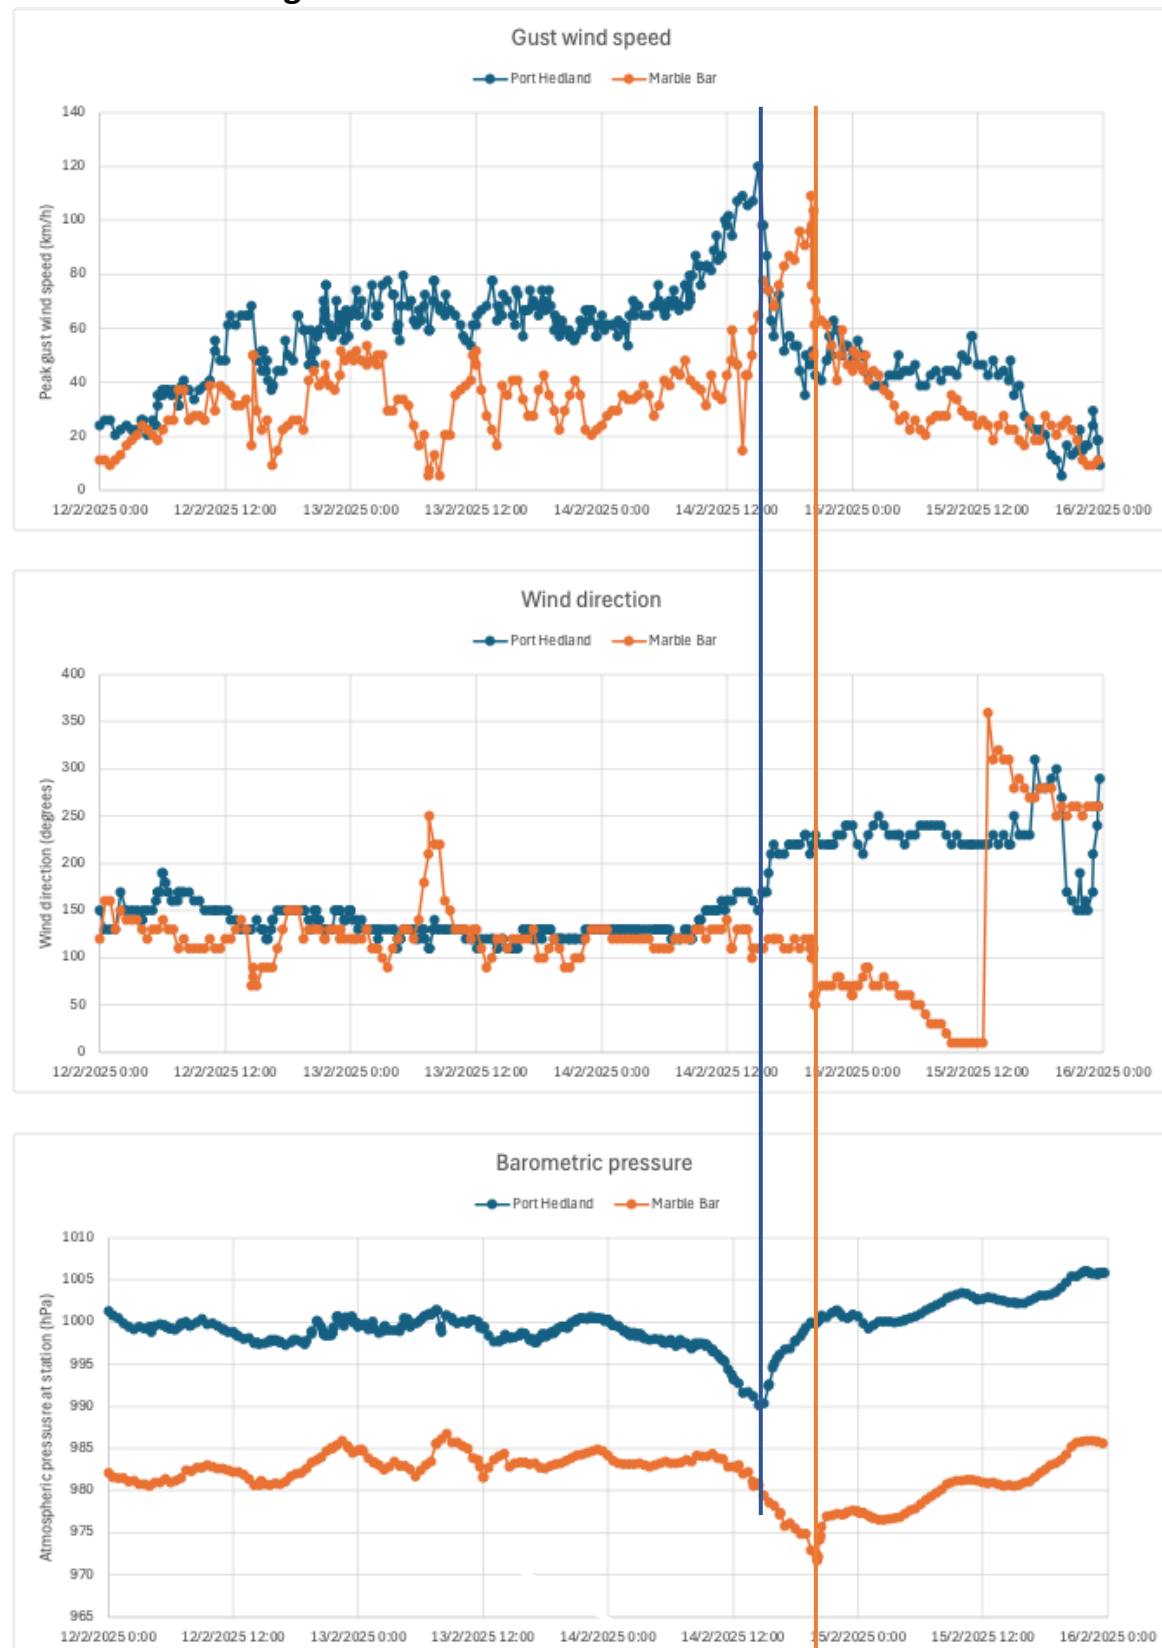 Gust wind speed
Port Hedland Marble Bar
140
120
100
80
60
40
20
0
Peak gust wind speed (km/h)
12/2/2025 0:00 12/2/2025 12:00 13/2/2025 0:00 13/2/2025 12:00 14/2/2025 0:00 14/2/2025 12:00 15/2/2025 0:00 15/2/2025 12:00 16/2/2025 0:00
Wind direction
Port Hedland Marble Bar
400
350
300
250
200
150
100
50
0
Wind direction (degrees)
12/2/2025 0:00 12/2/2025 12:00 13/2/2025 0:00 13/2/2025 12:00 14/2/2025 0:00 14/2/2025 12:00 15/2/2025 0:00 15/2/2025 12:00 16/2/2025 0:00
Barometric pressure
Port Hedland Marble Bar
1010
1005
1000
995
990
985
980
975
970
965
Atmospheric pressusre at station (hPa)
12/2/2025 0:00 12/2/2025 12:00 13/2/2025 0:00 13/2/2025 12:00 14/2/2025 0:00 14/2/2025 12:00 15/2/2025 0:00 15/2/2025 12:00 16/2/2025 0:00